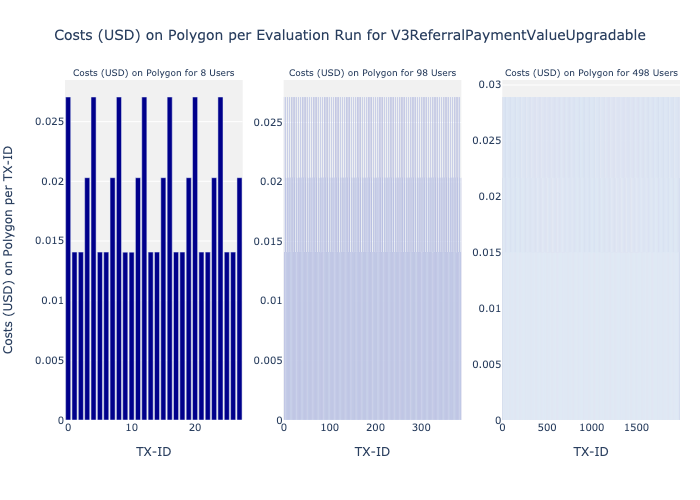 Costs (USD) on Polygon per Evaluation Run for V3ReferralPaymentValueUpgradable
Costs (USD) on Polygon per TX-ID
Costs (USD) on Polygon for 8 Users
0.025
0.02
0.015
0.01
0.005
0
0 10 20
TX-ID
Costs (USD) on Polygon for 98 Users
0.025
0.02
0.015
0.01
0.005
0
0 100 200 300
TX-ID
Costs (USD) on Polygon for 498 Users
0.03
0.025
0.02
0.015
0.01
0.005
0
0 500 1000 1500
TX-ID